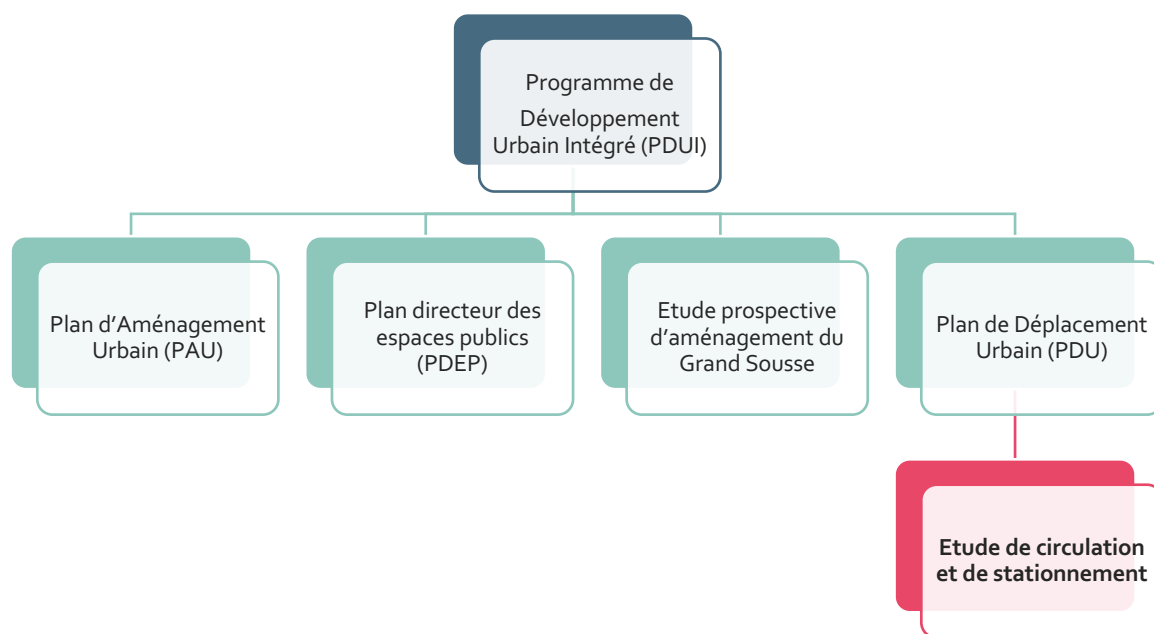 Programme de
Développement
Urbain Intégré (PDUI)
Plan d’Aménagement
Urbain (PAU)
Plan directeur des
espaces publics
(PDEP)
Etude prospective
d’aménagement du
Grand Sousse
Plan de Déplacement
Urbain (PDU)
Etude de circulation
et de stationnement